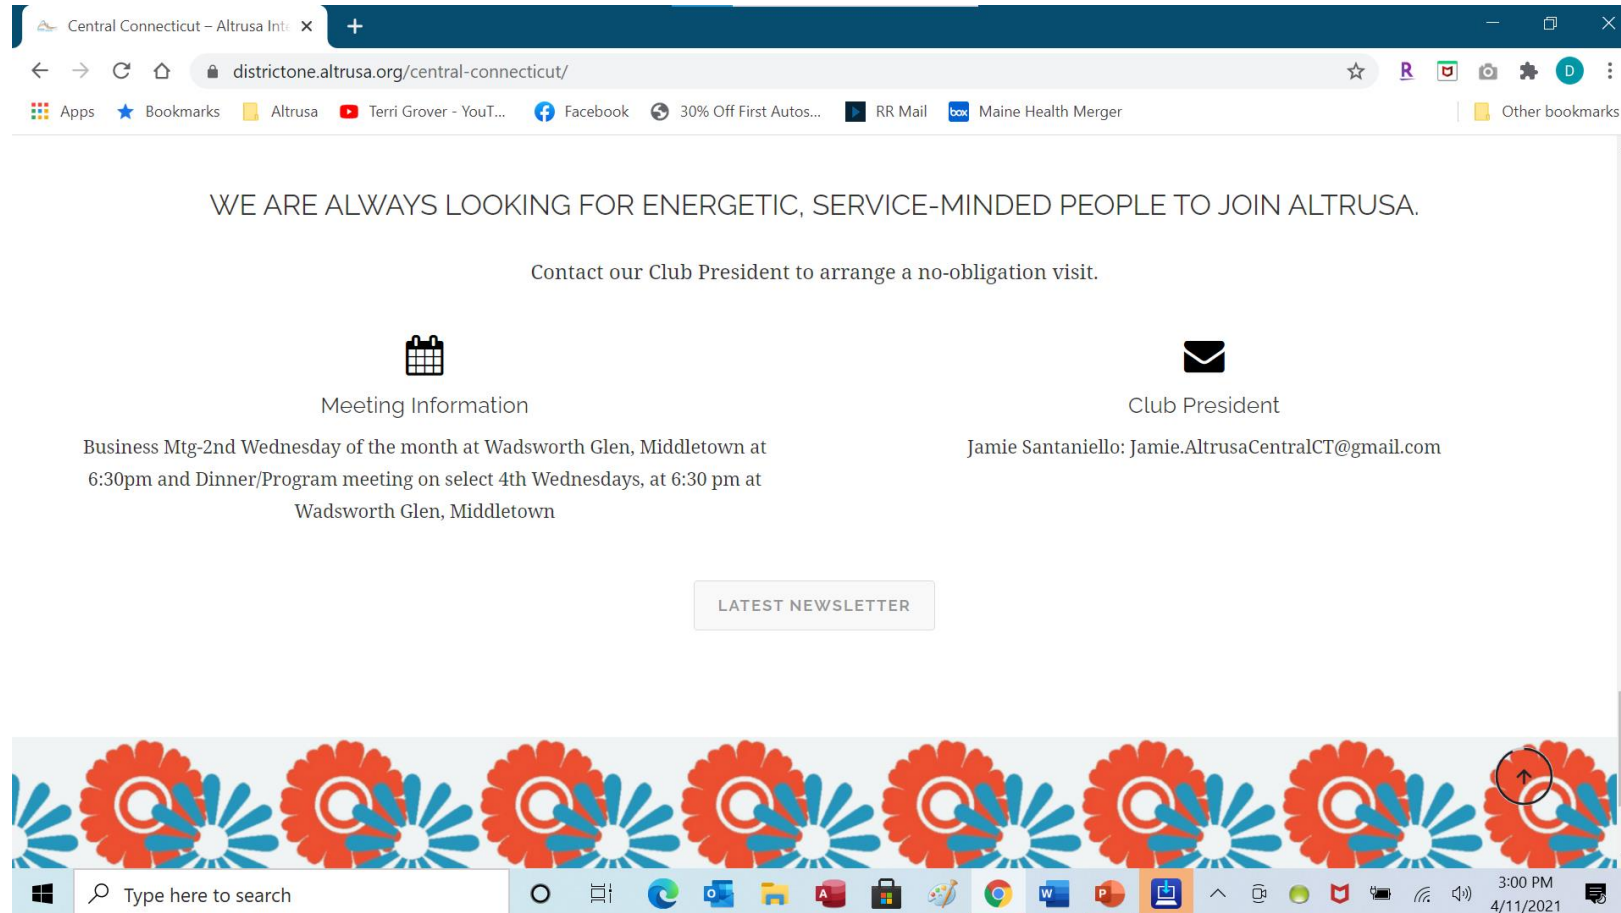 Central Connecticut – Altrusa Inte
districtone.altrusa.org/central-connecticut/
R
D
Apps
Bookmarks
Altrusa
Terri Grover - YouT...
Facebook
30% Off First Autos...
RR Mail
box
Maine Health Merger
Other bookmarks
WE ARE ALWAYS LOOKING FOR ENERGETIC, SERVICE-MINDED PEOPLE TO JOIN ALTRUSA.
Contact our Club President to arrange a no-obligation visit.
Meeting Information
Business Mtg-2nd Wednesday of the month at Wadsworth Glen, Middletown at
6:30pm and Dinner/Program meeting on select 4th Wednesdays, at 6:30 pm at
Wadsworth Glen, Middletown
Club President
Jamie Santaniello: Jamie.AltrusaCentralCT@gmail.com
LATEST NEWSLETTER
Type here to search
3:00 PM
4/11/2021